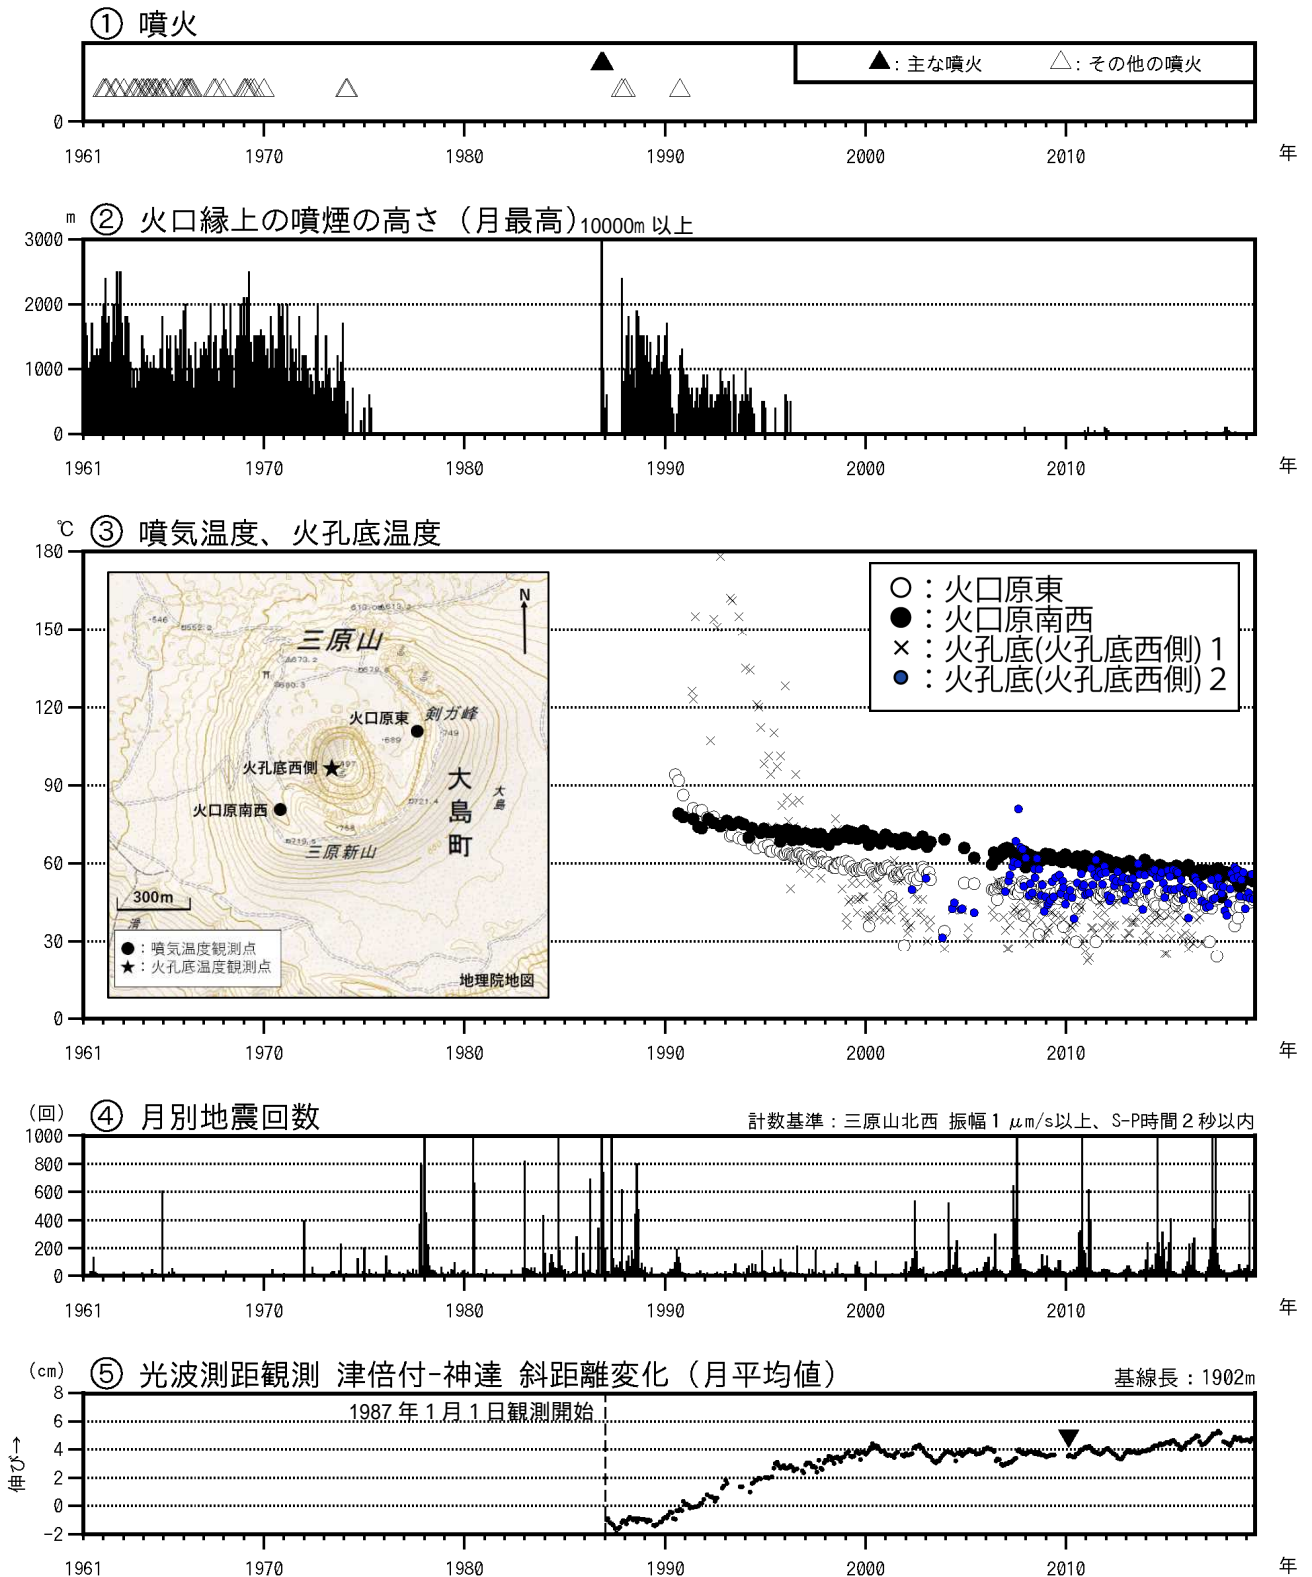 ① 噴火
▲：主な噴火 △：その他の噴火
0
1961 1970 1980 1990 2000 2010 年
m ② 火口縁上の噴煙の高さ（月最高） 10000m 以上
3000
2000
1000
0
1961 1970 1980 1990 2000 2010 年
℃ ③ 噴気温度、火孔底温度
180
150
120
90
60
30
0
○：火口原東
●：火口原南西
×：火孔底(火孔底西側) 1
●：火孔底(火孔底西側) 2
N
三原山
火口原東
剣ガ峰
火孔底西側
火口原南西
三原新山
大島町
大島
300m
●：噴気温度観測点
★：火孔底温度観測点
地理院地図
1961 1970 1980 1990 2000 2010 年
(回) ④ 月別地震回数
計数基準：三原山北西 振幅１μm/s以上、S-P時間２秒以内
1000
800
600
400
200
0
1961 1970 1980 1990 2000 2010 年
(cm) ⑤ 光波測距観測 津倍付-神達 斜距離変化（月平均値）
基線長：1902m
1987 年 1 月 1 日観測開始
伸び→
8
6
4
2
0
-2
1961 1970 1980 1990 2000 2010 年